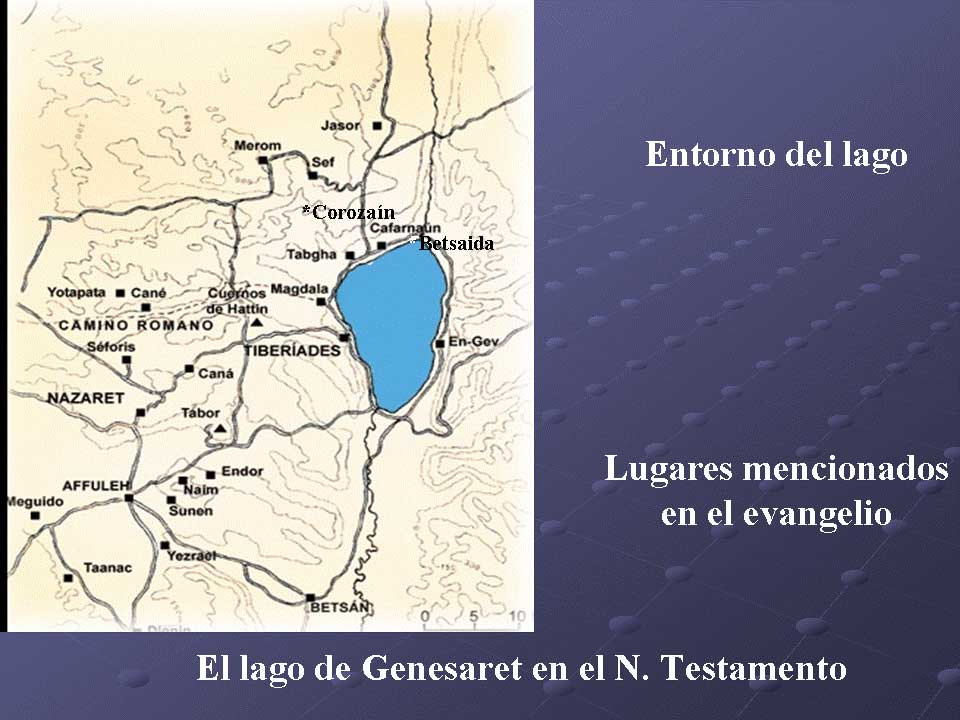 Jasor
Merom
Sef
*Corozaín
Cafarnaún
Betsaida
Tabgha
Yotapata
Cané
Cuernos
de Hattin
Magdala
CAMINO ROMANO
Séforis
TIBERÍADES
En-Gev
Caná
NAZARET
Tabor
Endor
AFFULEH
Naim
Meguido
Sunen
Yezrael
Taanac
BETSÁN
0 5 10
Entorno del lago
Lugares mencionados
en el evangelio
El lago de Genesaret en el N. Testamento